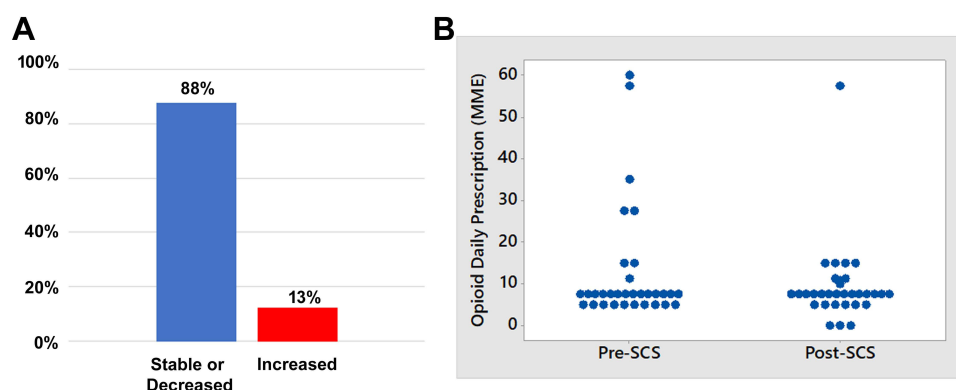 A
100%
80%
60%
40%
20%
0%
88%
13%
Stable or
Decreased
Increased
B
Opioid Daily Prescription (MME)
60
50
40
30
20
10
0
Pre-SCS
Post-SCS